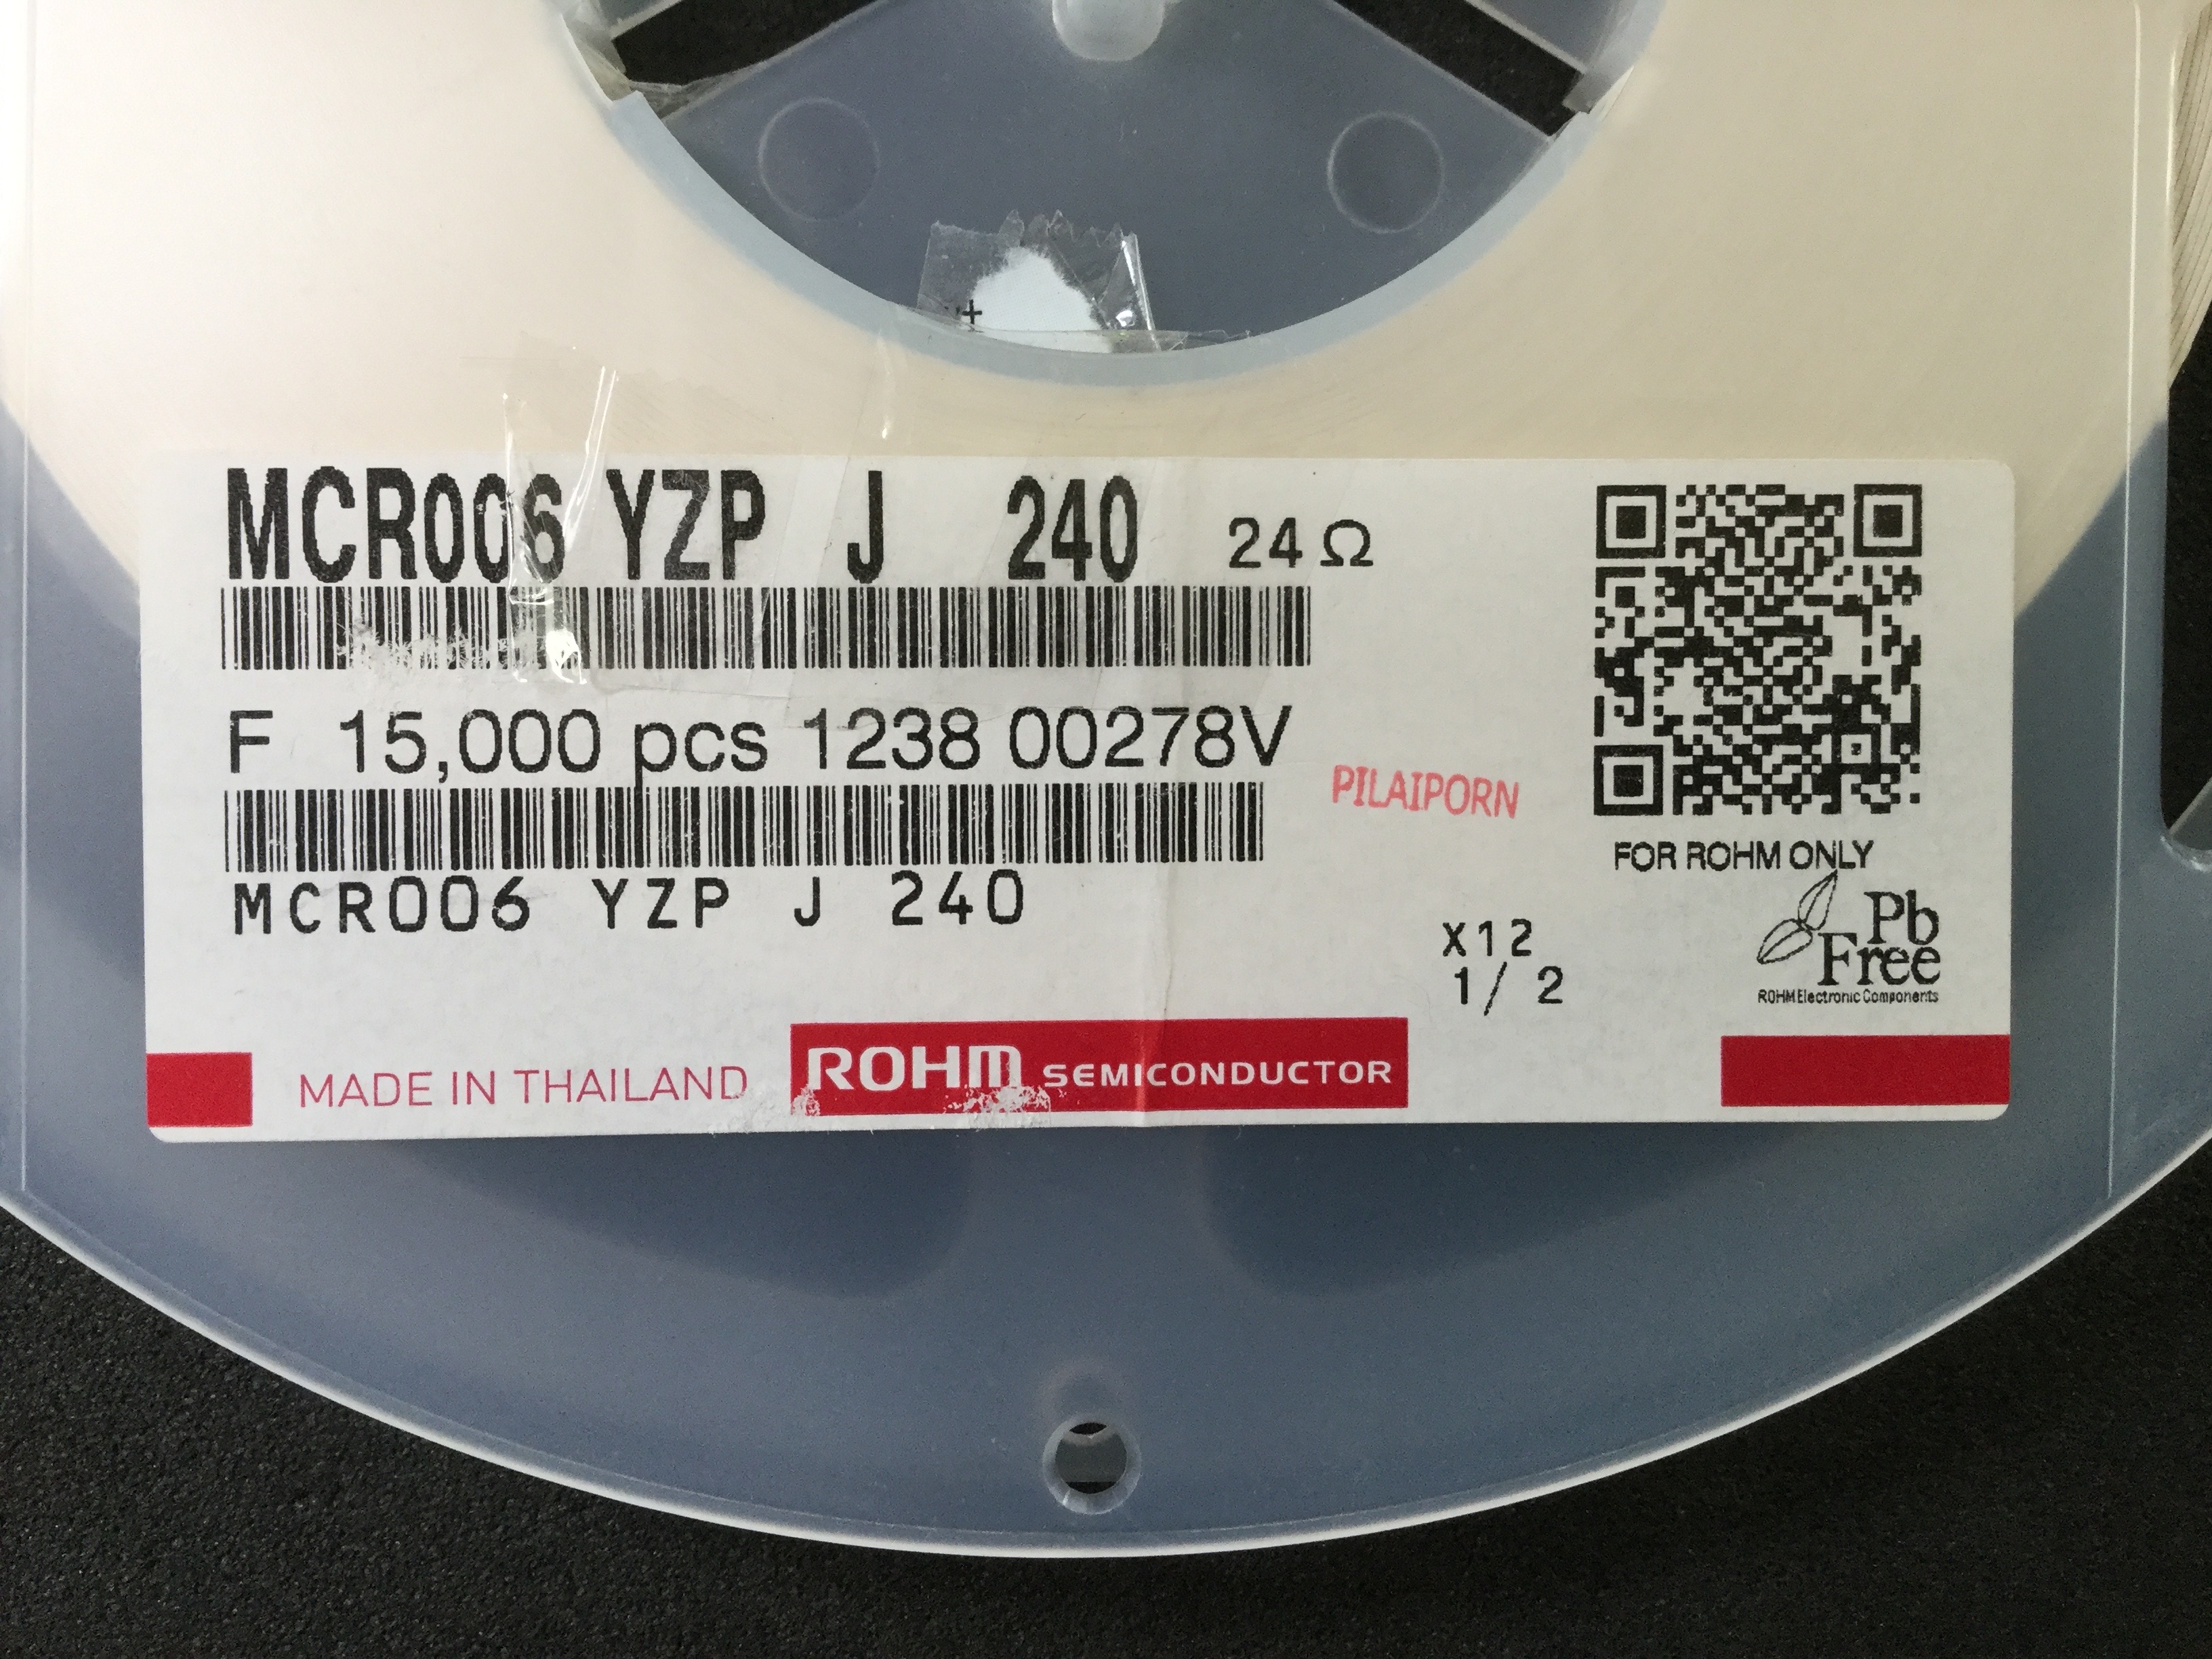 MCR006 YZP J 240 24Ω
F 15,000 pcs 1238 00278V
PILAIPORN
FOR ROHM ONLY
MCR006 YZP J 240
X12
1/ 2
Pb
Free
ROHM Electronic Components
MADE IN THAILAND
ROHM SEMICONDUCTOR